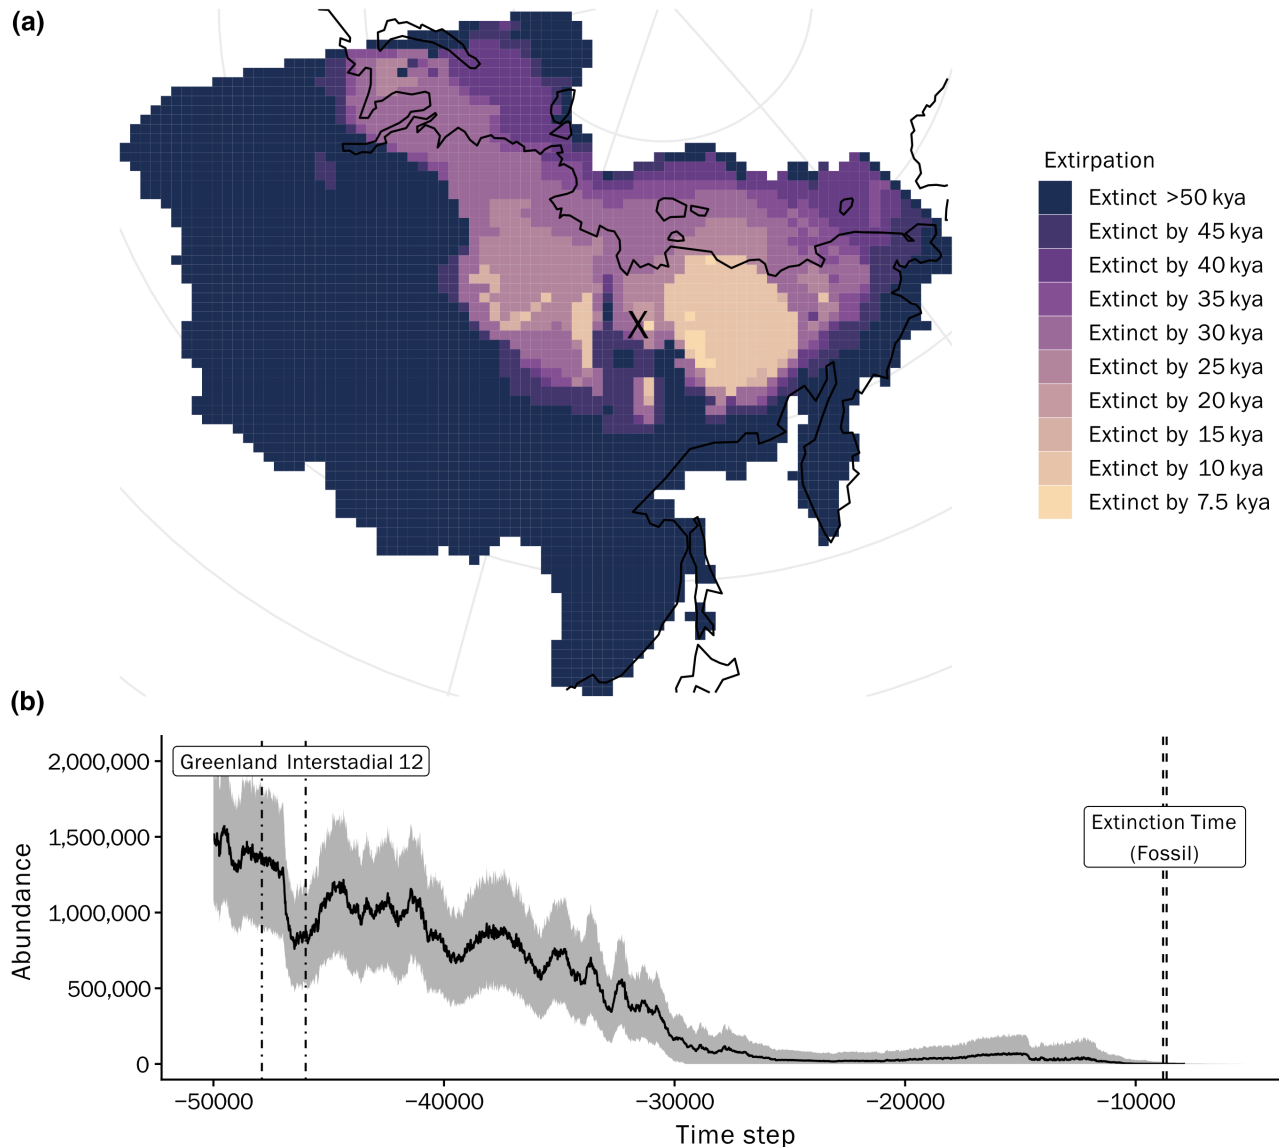 (a)
X
Extirpation
Extinct >50 kya
Extinct by 45 kya
Extinct by 40 kya
Extinct by 35 kya
Extinct by 30 kya
Extinct by 25 kya
Extinct by 20 kya
Extinct by 15 kya
Extinct by 10 kya
Extinct by 7.5 kya
(b)
Greenland Interstadial 12
Extinction Time
(Fossil)
Abundance
2,000,000
1,500,000
1,000,000
500,000
0
−50000
−40000
−30000
−20000
−10000
Time step